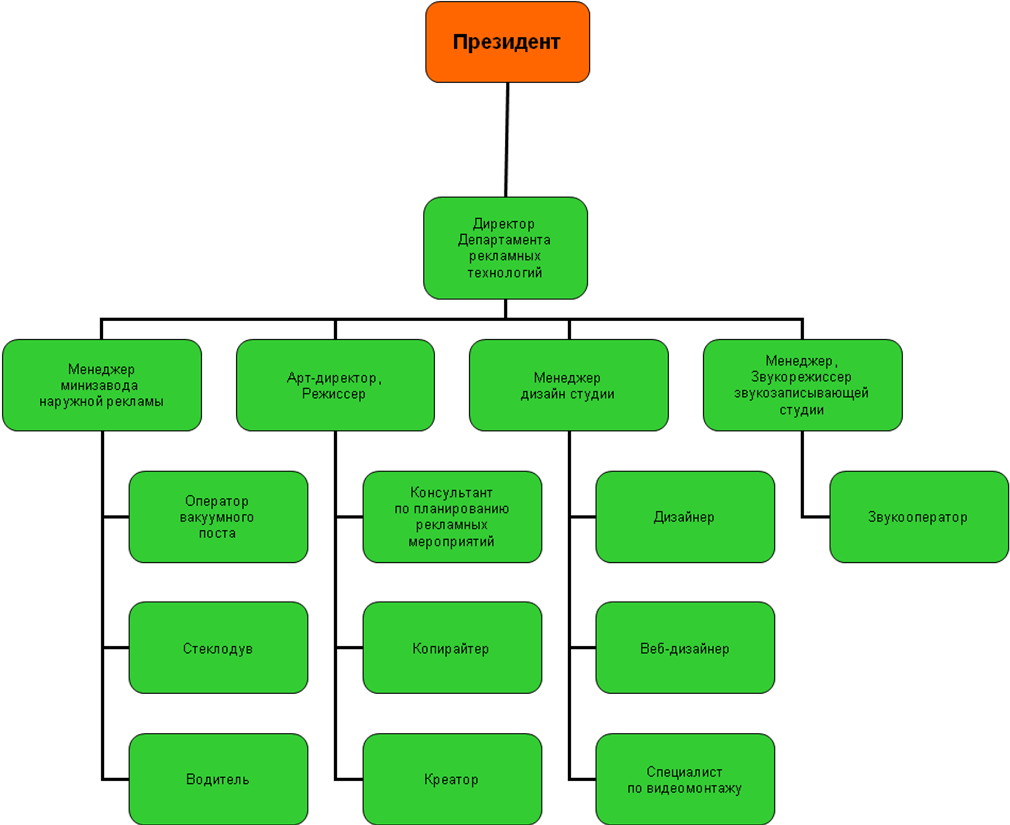 Президент
Директор
Департамента
рекламных
технологий
Менеджер
минизавода
наружной рекламы
Арт-директор,
Режиссер
Менеджер
дизайн студии
Менеджер,
Звукорежиссер
звукозаписывающей
студии
Оператор
вакуумного
поста
Консультант
по планированию
рекламных
мероприятий
Дизайнер
Звукооператор
Стеклодув
Копирайтер
Веб-дизайнер
Водитель
Креатор
Специалист
по видеомонтажу